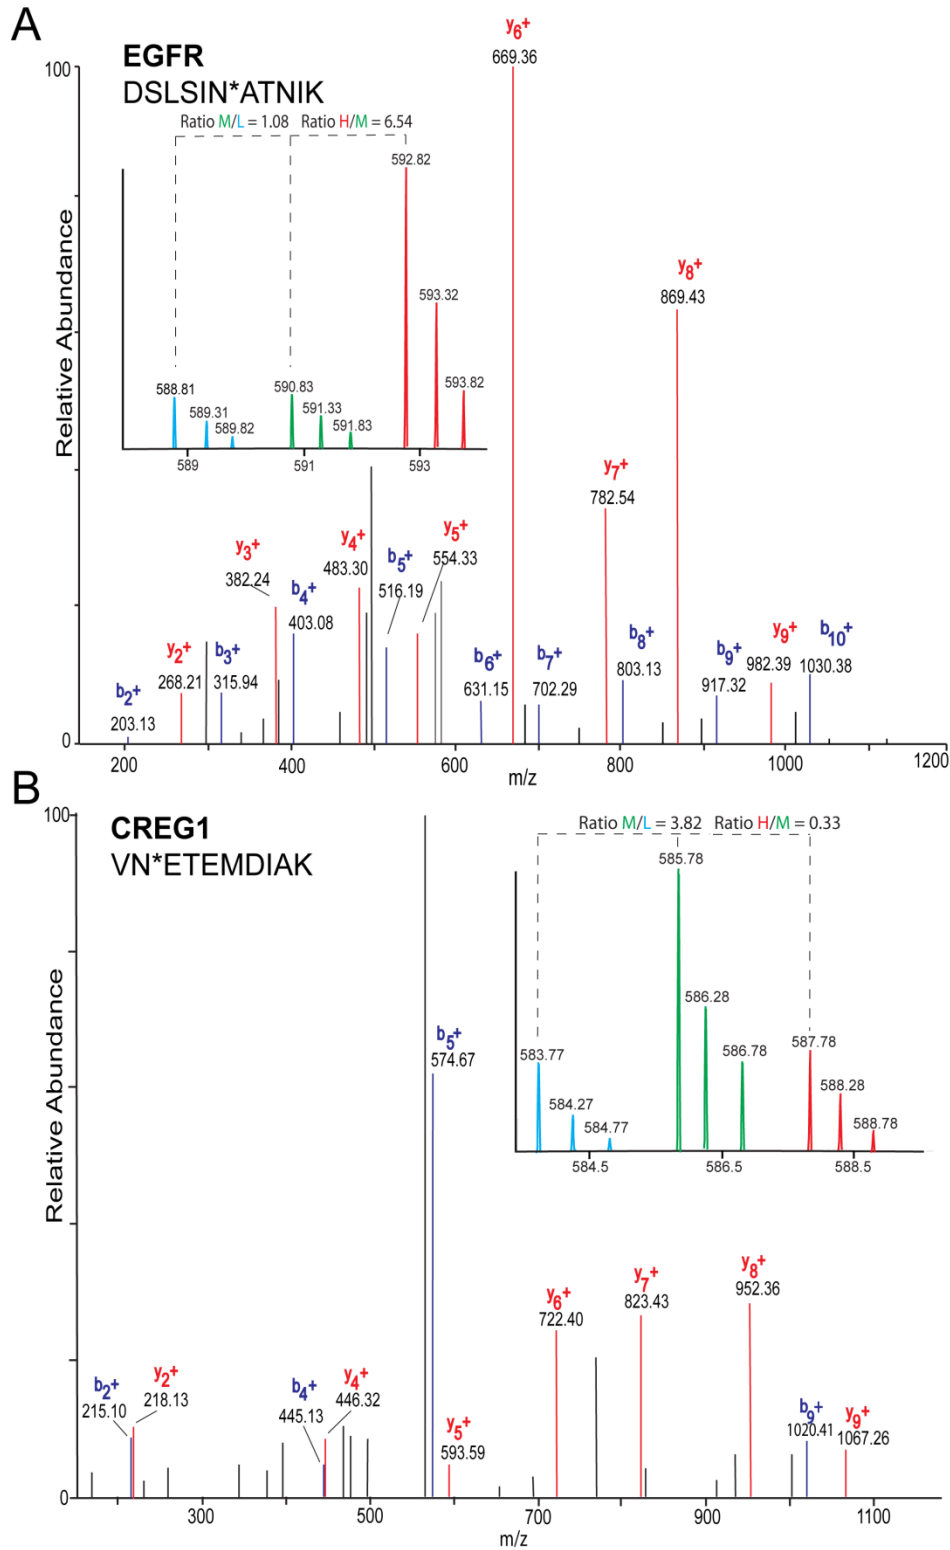 A
EGFR
DSLSIN*ATNIK
Ratio M/L = 1.08 Ratio H/M = 6.54
592.82
593.32
593.82
588.81
589.31
589.82
590.83
591.33
591.83
589
591
593
Relative Abundance
100
0
y6+
669.36
y8+
869.43
y7+
782.54
y3+
382.24
y4+
483.30
b5+
516.19
y5+
554.33
b4+
403.08
y2+
268.21
b3+
315.94
b2+
203.13
b6+
631.15
b7+
702.29
b8+
803.13
b9+
917.32
y9+
982.39
b10+
1030.38
200
400
600
800
1000
1200
m/z
B
CREG1
VN*ETEMDIAK
Ratio M/L = 3.82 Ratio H/M = 0.33
585.78
586.28
586.78
583.77
584.27
584.77
587.78
588.28
588.78
584.5
586.5
588.5
Relative Abundance
100
0
b5+
574.67
b2+
215.10
y2+
218.13
b4+
445.13
y4+
446.32
y5+
593.59
y6+
722.40
y7+
823.43
y8+
952.36
b9+
1020.41
y9+
1067.26
300
500
700
900
1100
m/z